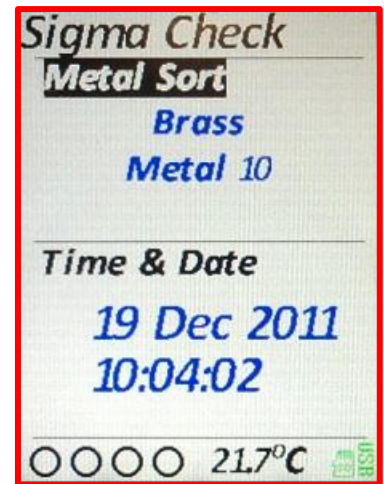 Sigma Check
Metal Sort
Brass
Metal 10
Time & Date
19 Dec 2011
10:04:02
21.7°C
USB